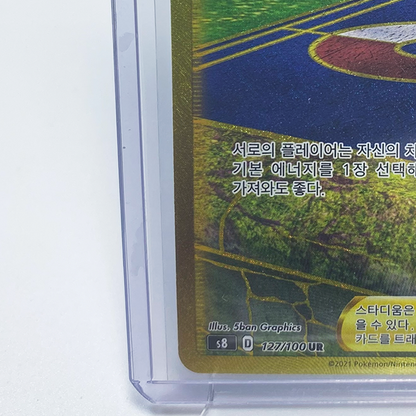 서로의 플레이어는 자신의 차
기본 에너지를 1장 선택하
가져와도 좋다.
스타디움은
을 수 있다
카드를 트래
Illus. 5ban Graphics
s8 D 127/100 UR
©2021 Pokémon/Ninten